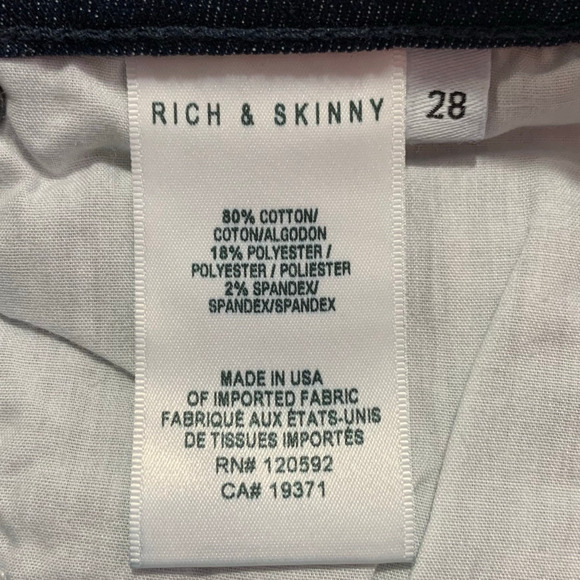 RICH & SKINNY
28
80% COTTON/
COTON/ALGODON
18% POLYESTER /
POLYESTER / POLIESTER
2% SPANDEX/
SPANDEX/SPANDEX
MADE IN USA
OF IMPORTED FABRIC
FABRIQUÉ AUX ÉTATS-UNIS
DE TISSUES IMPORTÉS
RN# 120592
CA# 19371